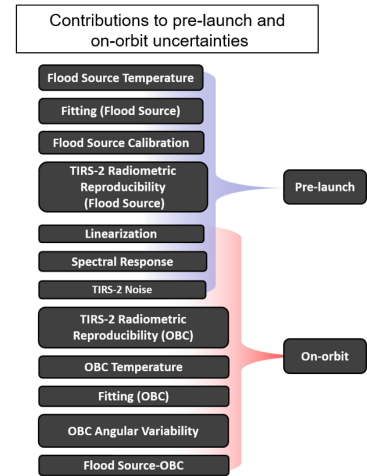 Contributions to pre-launch and
on-orbit uncertainties
Flood Source Temperature
Fitting (Flood Source)
Flood Source Calibration
TIRS-2 Radiometric
Reproducibility
(Flood Source)
Pre-launch
Linearization
Spectral Response
TIRS-2 Noise
TIRS-2 Radiometric
Reproducibility (OBC)
On-orbit
OBC Temperature
Fitting (OBC)
OBC Angular Variability
Flood Source-OBC